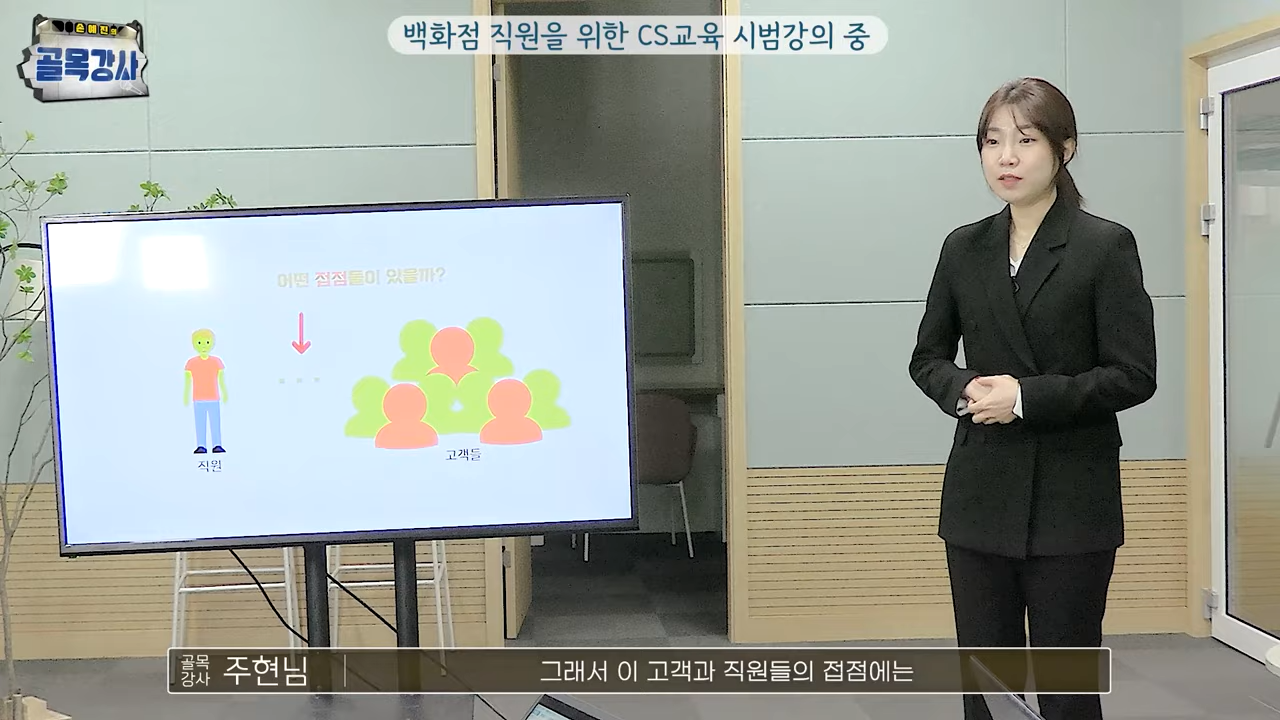 손예진의
골목강사
백화점 직원을 위한 CS교육 시범강의 중
어떤 접점들이 있을까?
직원
고객들
골목
강사
주현님
그래서 이 고객과 직원들의 접점에는